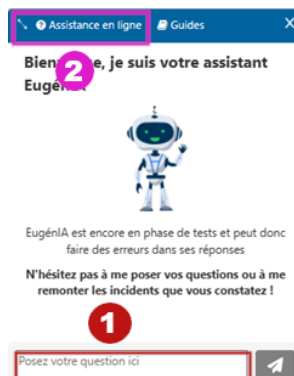 Assistance en ligne Guides X
Bien e, je suis votre assistant
Eugén
2
EugénIA est encore en phase de tests et peut donc
faire des erreurs dans ses réponses
N'hésitez pas à me poser vos questions ou à me
remonter les incidents que vous constatez !
1
Posez votre question ici